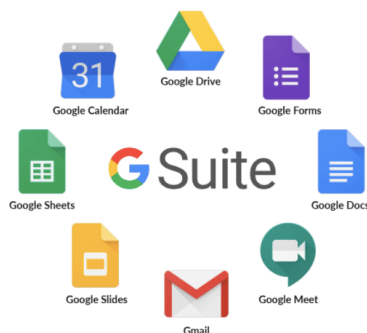 Google Drive
31
Google Calendar
Google Forms
G Suite
Google Sheets
Google Docs
Google Slides
Google Meet
Gmail